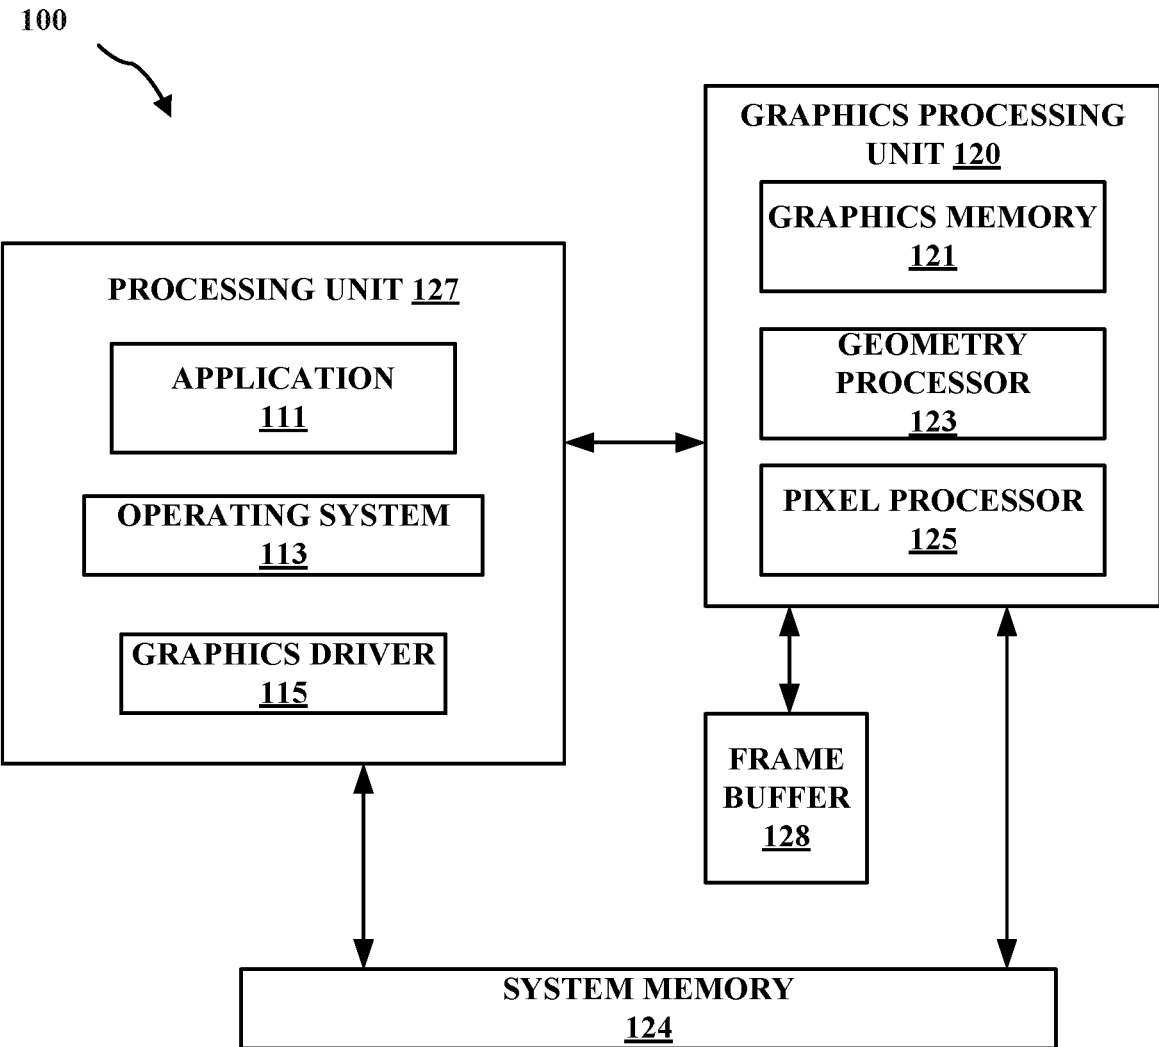 100
GRAPHICS PROCESSING
UNIT 120
GRAPHICS MEMORY
121
GEOMETRY
PROCESSOR
123
PIXEL PROCESSOR
125
PROCESSING UNIT 127
APPLICATION
111
OPERATING SYSTEM
113
GRAPHICS DRIVER
115
FRAME
BUFFER
128
SYSTEM MEMORY
124